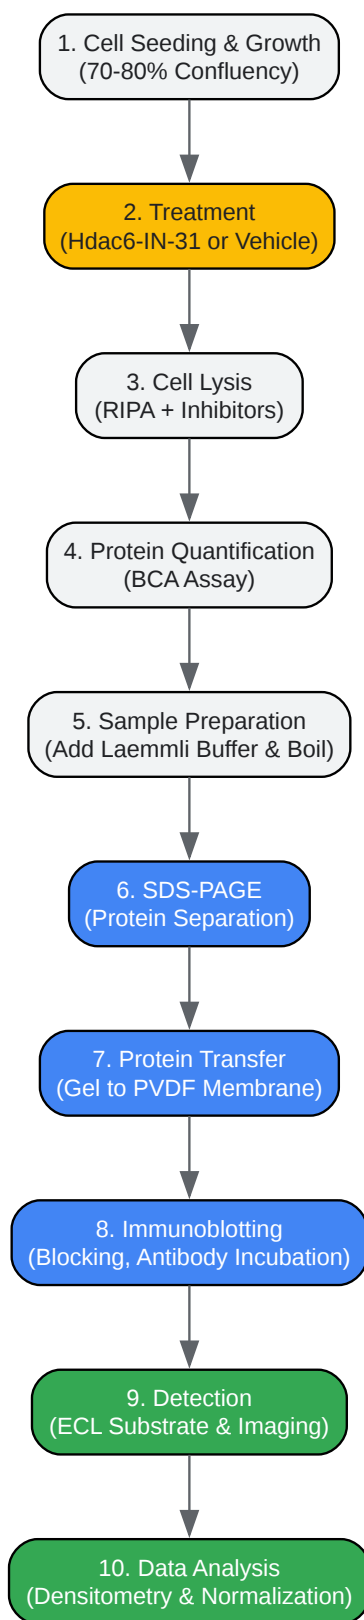 1. Cell Seeding & Growth
(70-80% Confluency)
2. Treatment
(Hdac6-IN-31 or Vehicle)
3. Cell Lysis
(RIPA + Inhibitors)
4. Protein Quantification
(BCA Assay)
5. Sample Preparation
(Add Laemmli Buffer & Boil)
6. SDS-PAGE
(Protein Separation)
7. Protein Transfer
(Gel to PVDF Membrane)
8. Immunoblotting
(Blocking, Antibody Incubation)
9. Detection
(ECL Substrate & Imaging)
10. Data Analysis
(Densitometry & Normalization)